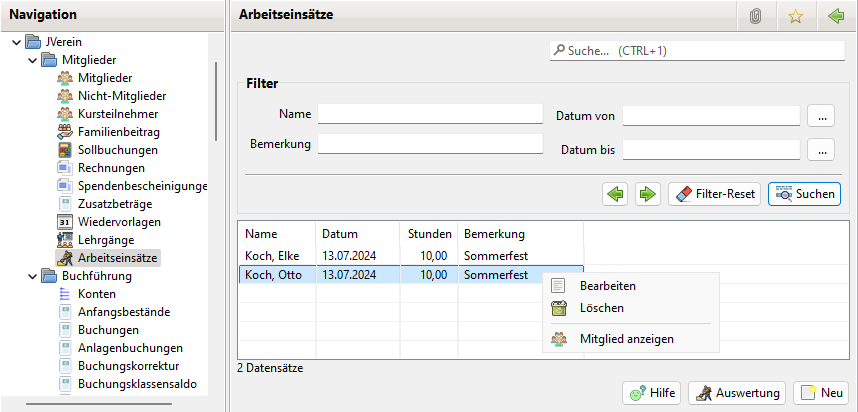 Navigation
JVerein
Mitglieder
Mitglieder
Nicht-Mitglieder
Kursteilnehmer
Familienbeitrag
Sollbuchungen
Rechnungen
Spendenbescheinigunge
Zusatzbeträge
31 Wiedervorlagen
Lehrgänge
Arbeitseinsätze
Buchführung
Konten
Anfangsbestände
Buchungen
Anlagenbuchungen
Buchungskorrektur
Buchungsklassensaldo
Arbeitseinsätze
Suche... (CTRL+1)
Filter
Name Datum von ...
Bemerkung Datum bis ...
Filter-Reset Suchen
Name Datum Stunden Bemerkung
Koch, Elke 13.07.2024 10,00 Sommerfest
Koch, Otto 13.07.2024 10,00 Sommerfest
Bearbeiten
Löschen
Mitglied anzeigen
2 Datensätze
Hilfe Auswertung Neu